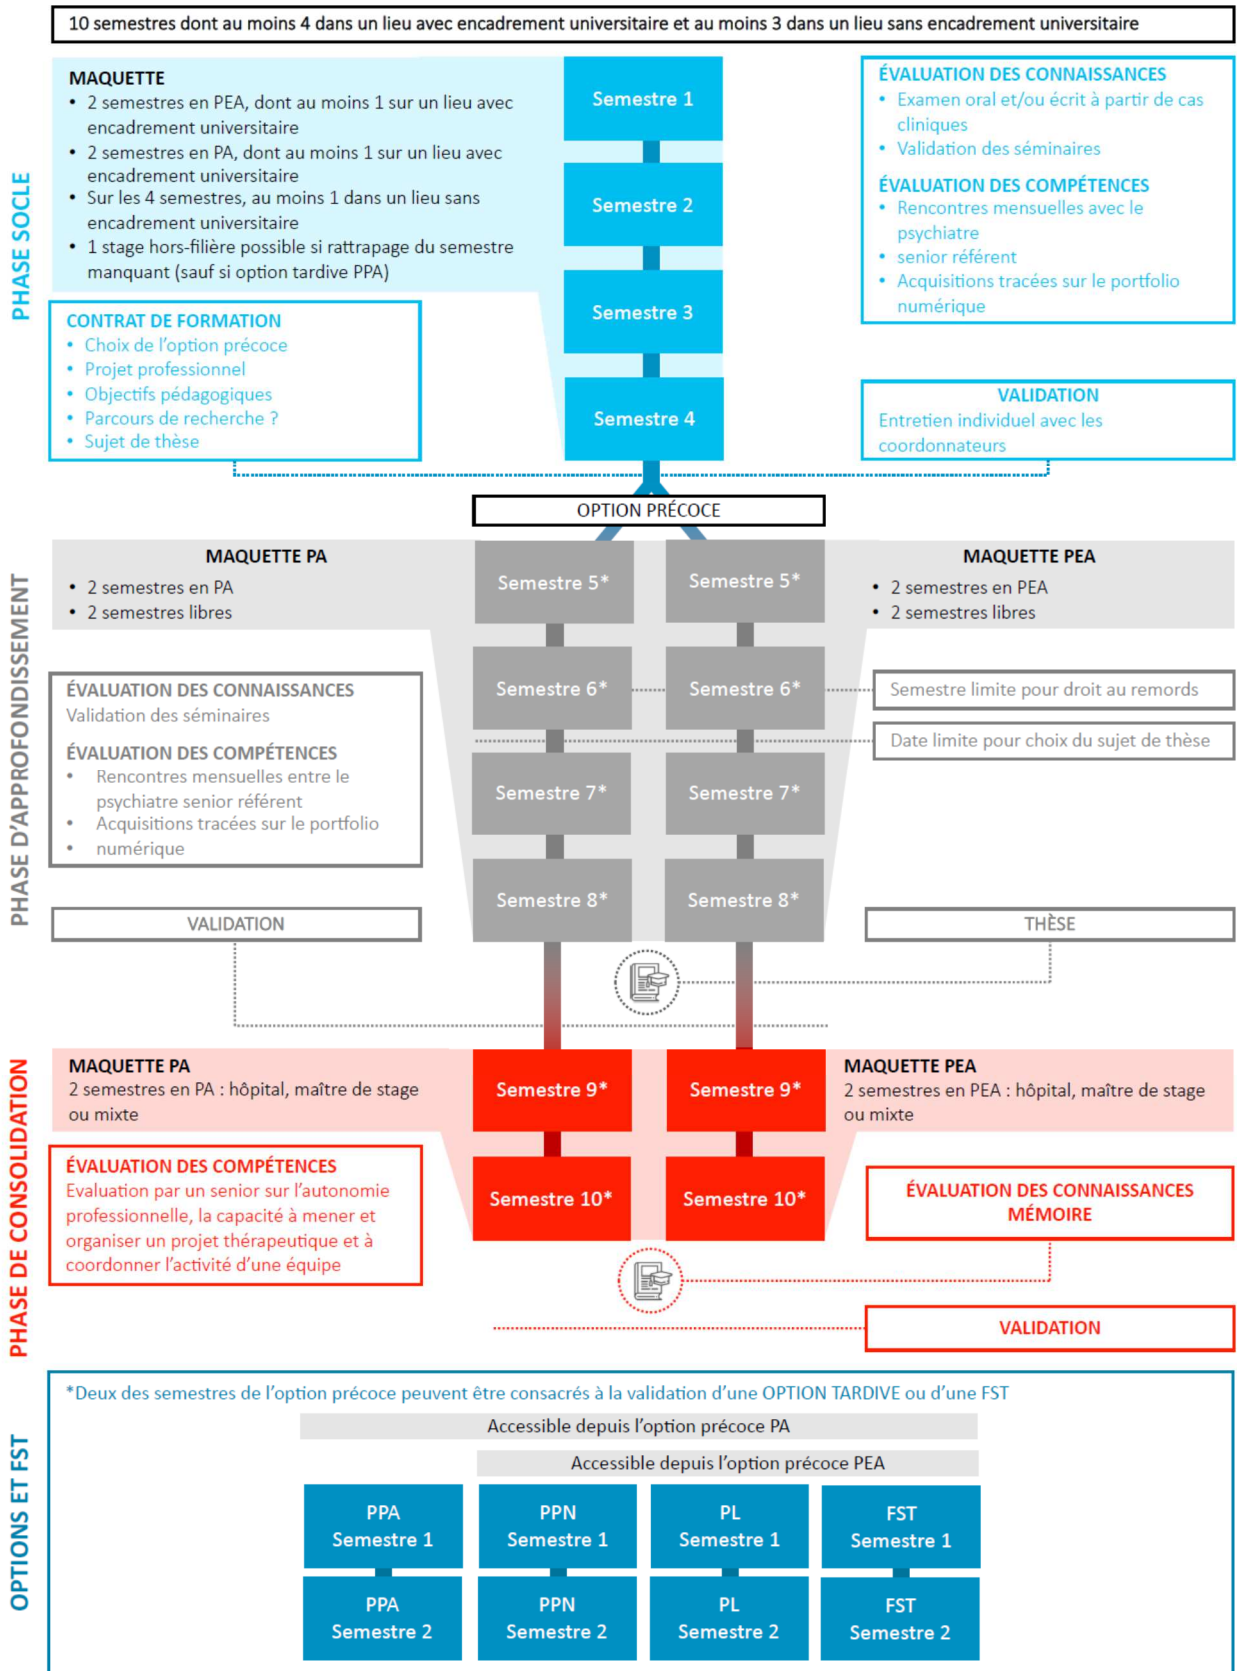 10 semestres dont au moins 4 dans un lieu avec encadrement universitaire et au moins 3 dans un lieu sans encadrement universitaire
PHASE SOCLE
MAQUETTE
• 2 semestres en PEA, dont au moins 1 sur un lieu avec
encadrement universitaire
• 2 semestres en PA, dont au moins 1 sur un lieu avec
encadrement universitaire
• Sur les 4 semestres, au moins 1 dans un lieu sans
encadrement universitaire
• 1 stage hors-filière possible si rattrapage du semestre
manquant (sauf si option tardive PPA)
CONTRAT DE FORMATION
• Choix de l'option précoce
• Projet professionnel
• Objectifs pédagogiques
• Parcours de recherche ?
• Sujet de thèse
Semestre 1
Semestre 2
Semestre 3
Semestre 4
ÉVALUATION DES CONNAISSANCES
• Examen oral et/ou écrit à partir de cas
cliniques
• Validation des séminaires
ÉVALUATION DES COMPÉTENCES
• Rencontres mensuelles avec le
psychiatre
• senior référent
• Acquisitions tracées sur le portfolio
numérique
VALIDATION
Entretien individuel avec les
coordonnateurs
OPTION PRÉCOCE
PHASE D'APPROFONDISSEMENT
MAQUETTE PA
• 2 semestres en PA
• 2 semestres libres
ÉVALUATION DES CONNAISSANCES
Validation des séminaires
ÉVALUATION DES COMPÉTENCES
• Rencontres mensuelles entre le
psychiatre senior référent
• Acquisitions tracées sur le portfolio
• numérique
VALIDATION
Semestre 5*
Semestre 5*
Semestre 6*
Semestre 6*
Semestre 7*
Semestre 7*
Semestre 8*
Semestre 8*
MAQUETTE PEA
• 2 semestres en PEA
• 2 semestres libres
Semestre limite pour droit au remords
Date limite pour choix du sujet de thèse
THÈSE
PHASE DE CONSOLIDATION
MAQUETTE PA
2 semestres en PA : hôpital, maître de stage
ou mixte
ÉVALUATION DES COMPÉTENCES
Evaluation par un senior sur l'autonomie
professionnelle, la capacité à mener et
organiser un projet thérapeutique et à
coordonner l'activité d'une équipe
Semestre 9*
Semestre 9*
Semestre 10*
Semestre 10*
MAQUETTE PEA
2 semestres en PEA : hôpital, maître de stage
ou mixte
ÉVALUATION DES CONNAISSANCES
MÉMOIRE
VALIDATION
OPTIONS ET FST
*Deux des semestres de l'option précoce peuvent être consacrés à la validation d'une OPTION TARDIVE ou d'une FST
Accessible depuis l'option précoce PA
Accessible depuis l'option précoce PEA
PPA
Semestre 1
PPN
Semestre 1
PL
Semestre 1
FST
Semestre 1
PPA
Semestre 2
PPN
Semestre 2
PL
Semestre 2
FST
Semestre 2